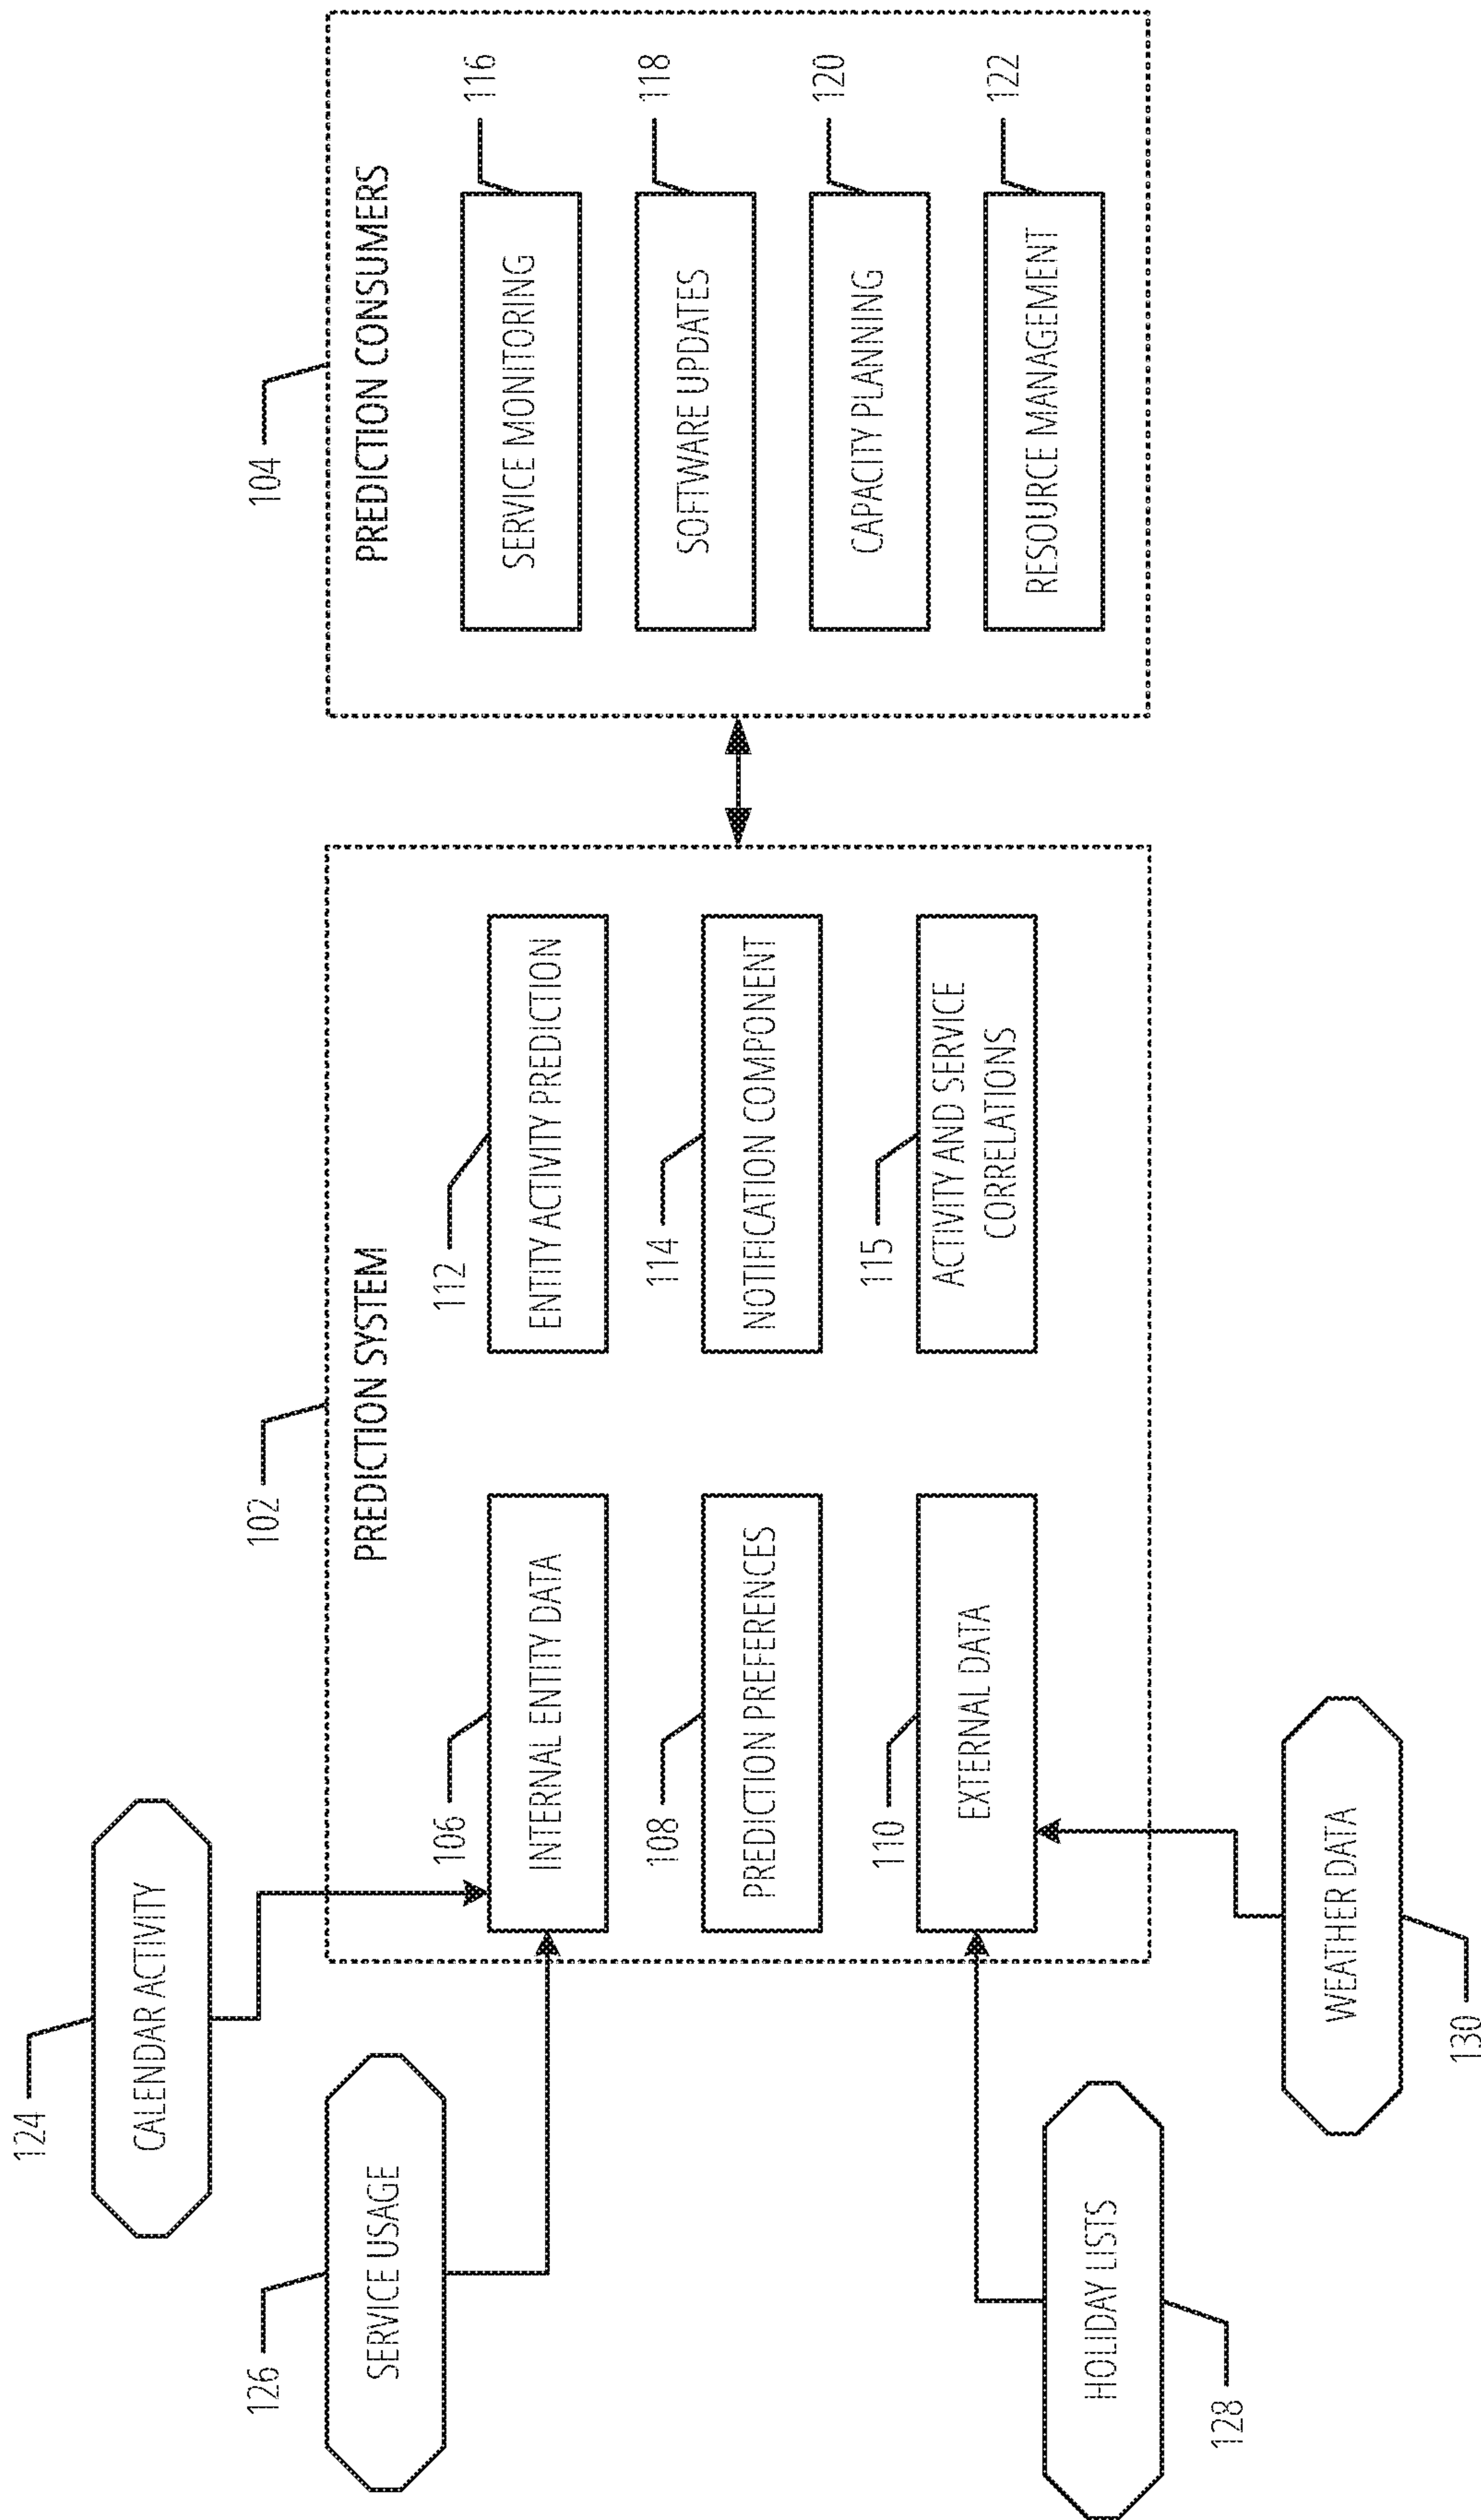 124
CALENDAR ACTIVITY
126
SERVICE USAGE
HOLIDAY LISTS
128
WEATHER DATA
130
102
PREDICTION SYSTEM
106
INTERNAL ENTITY DATA
108
PREDICTION PREFERENCES
110
EXTERNAL DATA
112
ENTITY ACTIVITY PREDICTION
114
NOTIFICATION COMPONENT
115
ACTIVITY AND SERVICE
CORRELATIONS
104
PREDICTION CONSUMERS
116
SERVICE MONITORING
118
SOFTWARE UPDATES
120
CAPACITY PLANNING
122
RESOURCE MANAGEMENT